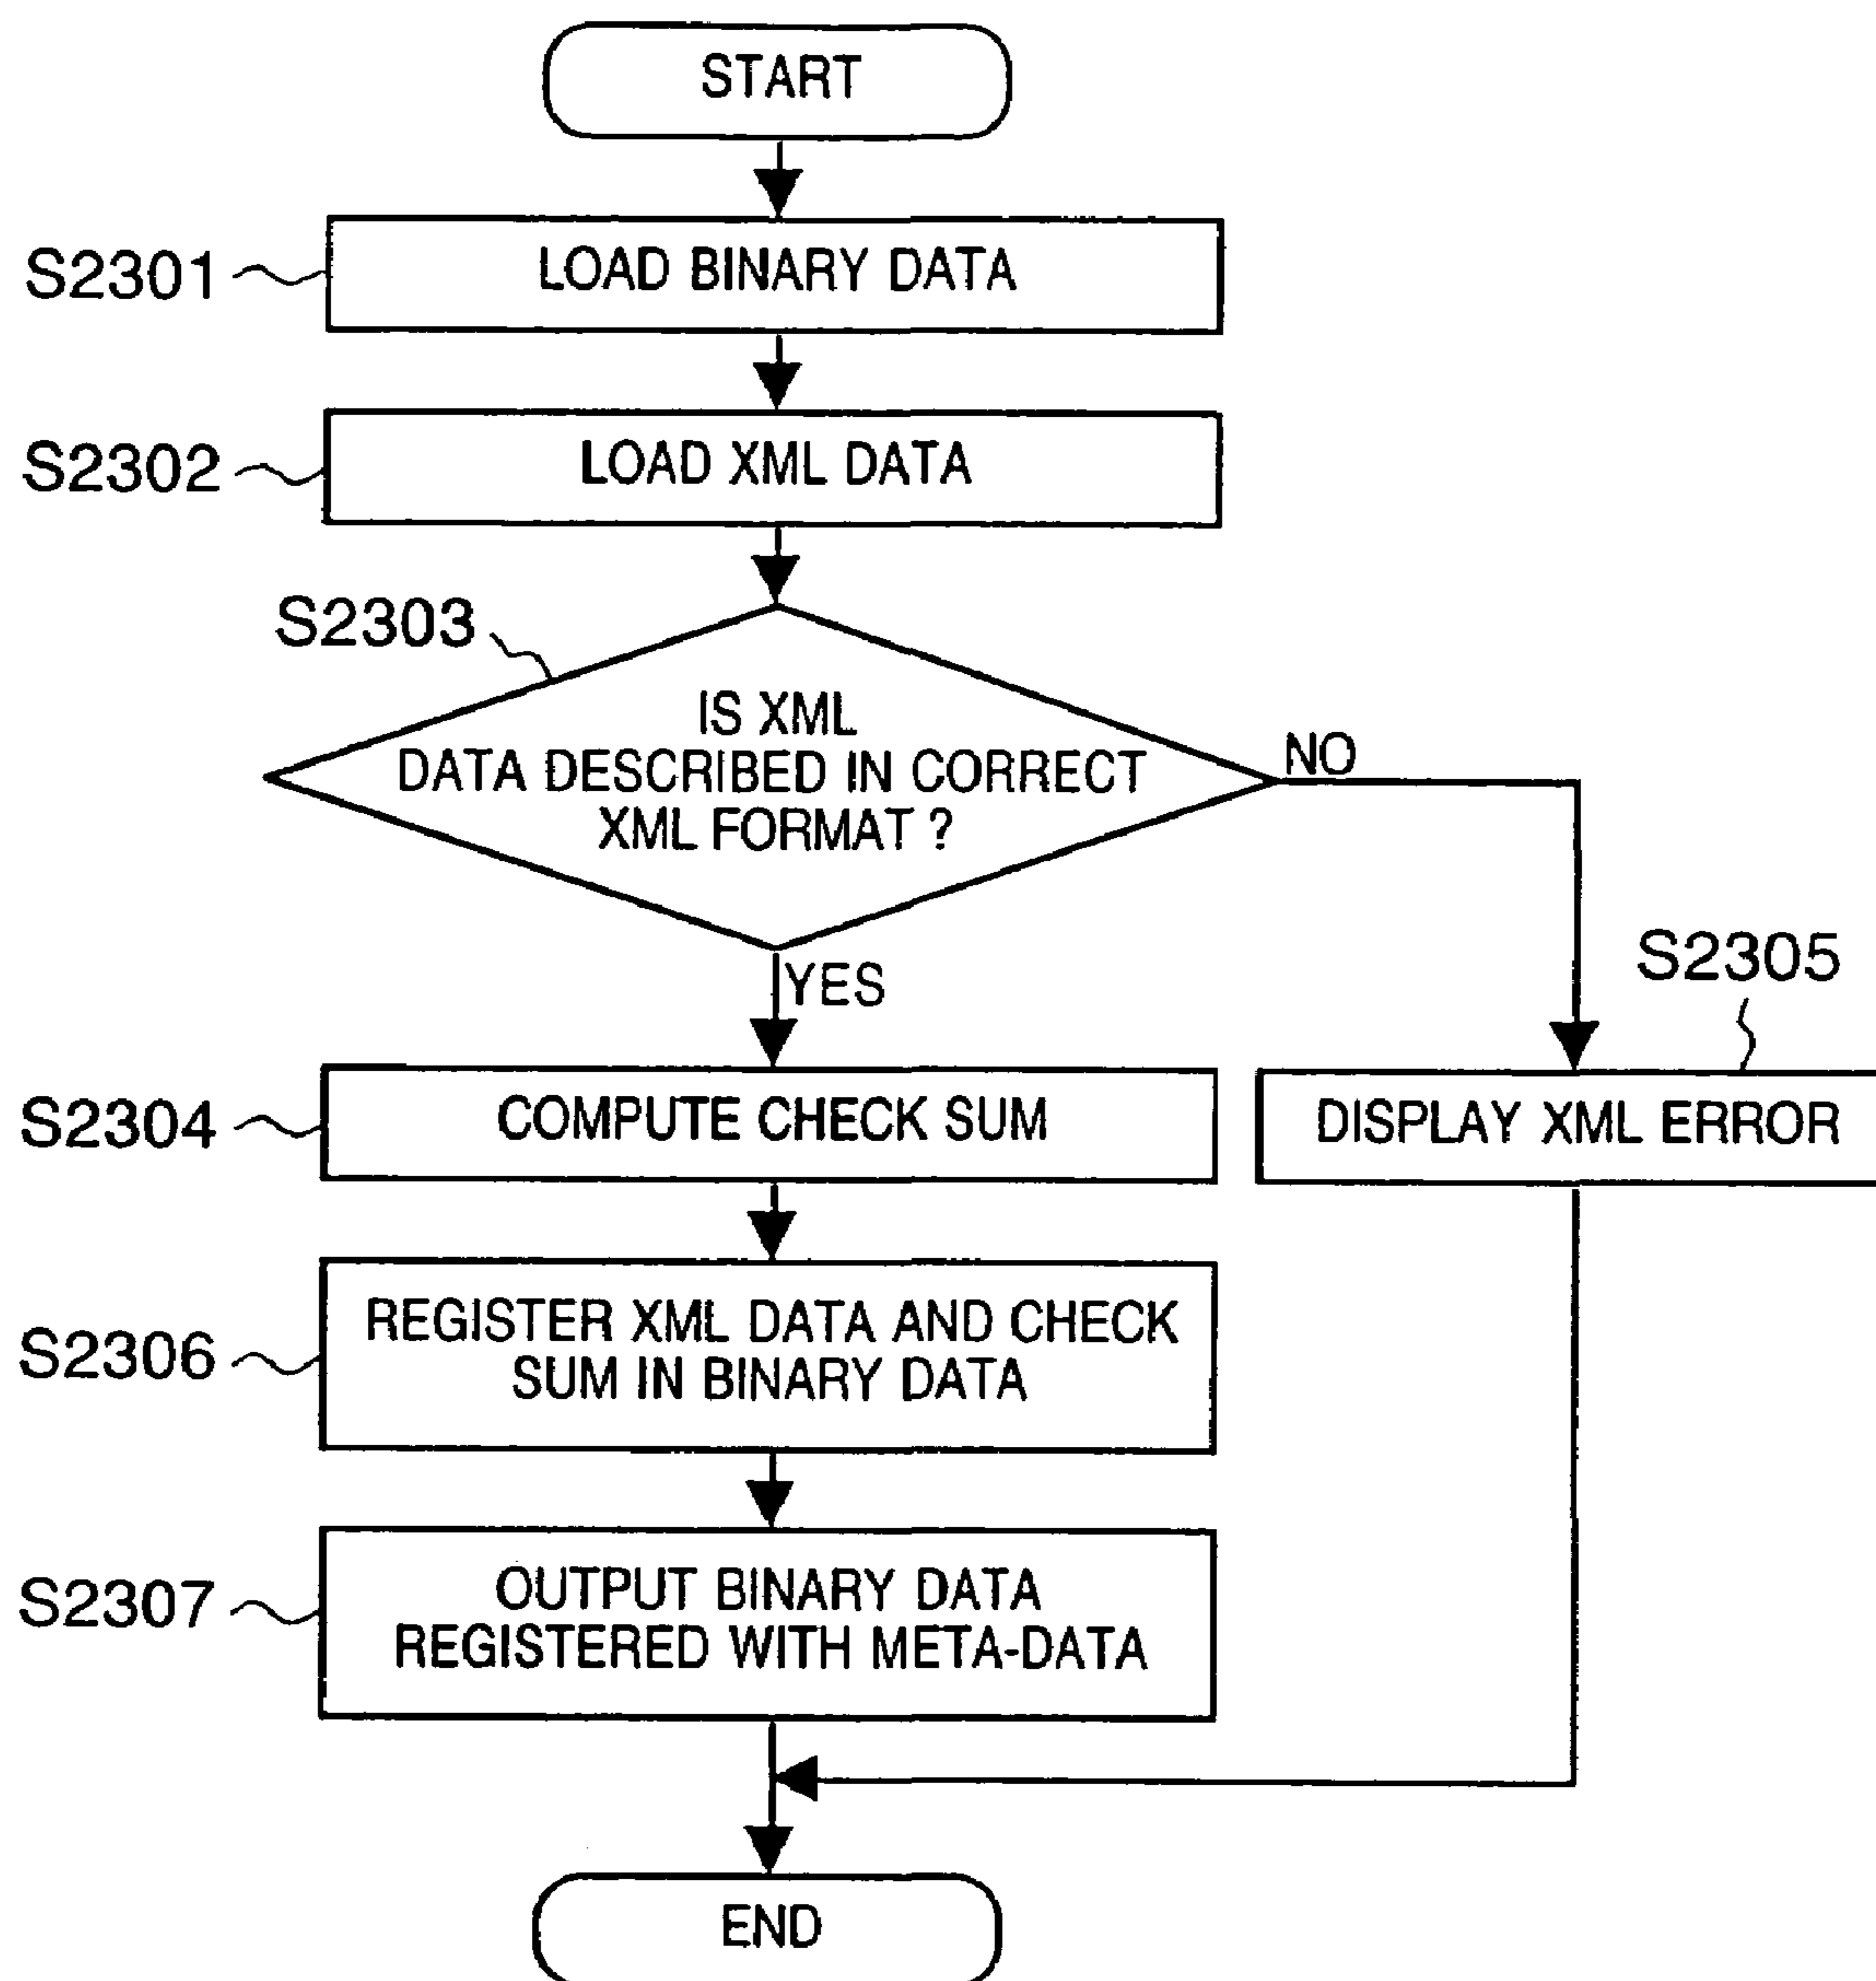 START
S2301
LOAD BINARY DATA
S2302
LOAD XML DATA
S2303
IS XML
DATA DESCRIBED IN CORRECT
XML FORMAT ?
NO
YES
S2305
S2304
COMPUTE CHECK SUM
DISPLAY XML ERROR
S2306
REGISTER XML DATA AND CHECK
SUM IN BINARY DATA
S2307
OUTPUT BINARY DATA
REGISTERED WITH META-DATA
END